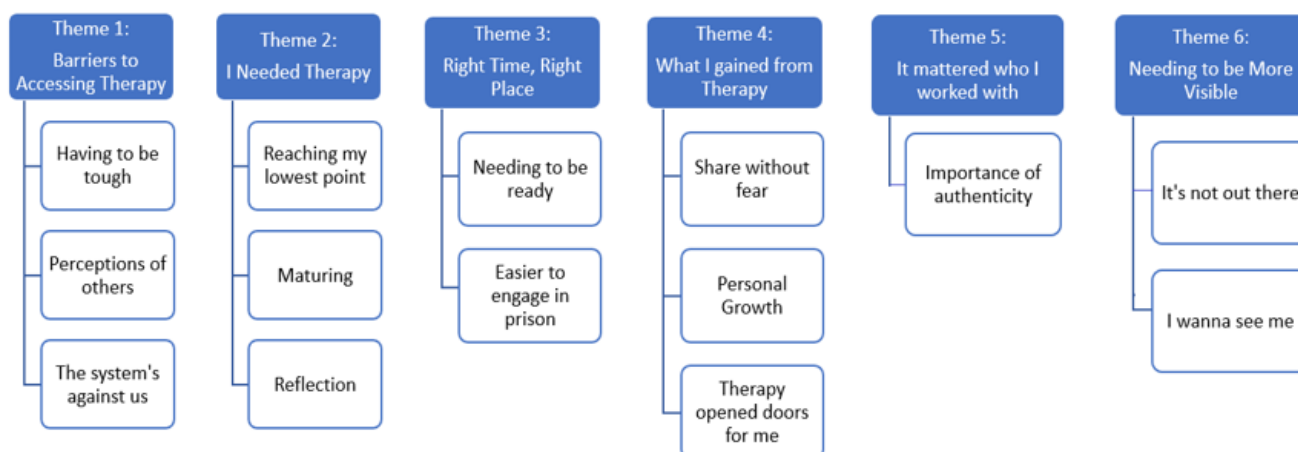 Theme 1:
Barriers to
Accessing Therapy
Having to be
tough
Perceptions of
others
The system's
against us
Theme 2:
I Needed Therapy
Reaching my
lowest point
Maturing
Reflection
Theme 3:
Right Time, Right
Place
Needing to be
ready
Easier to
engage in
prison
Theme 4:
What I gained from
Therapy
Share without
fear
Personal
Growth
Therapy
opened doors
for me
Theme 5:
It mattered who I
worked with
Importance of
authenticity
Theme 6:
Needing to be More
Visible
It's not out there
I wanna see me